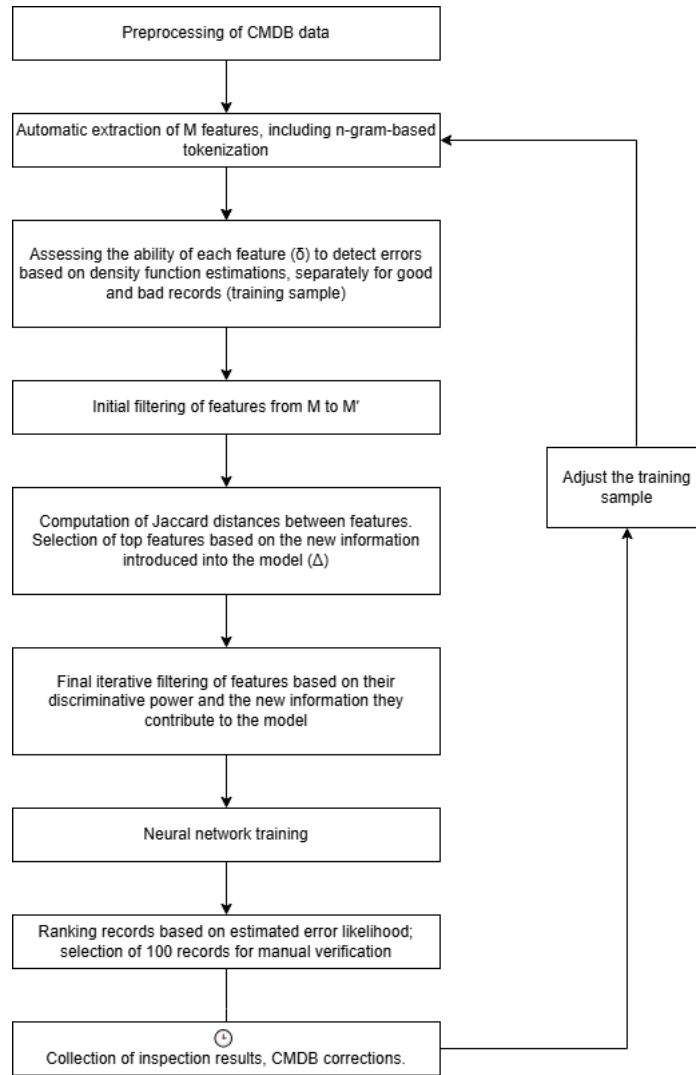 Preprocessing of CMDB data
Automatic extraction of M features, including n-gram-based
tokenization
Assessing the ability of each feature (δ) to detect errors
based on density function estimations, separately for good
and bad records (training sample)
Initial filtering of features from M to M'
Computation of Jaccard distances between features.
Selection of top features based on the new information
introduced into the model (Δ)
Adjust the training
sample
Final iterative filtering of features based on their
discriminative power and the new information they
contribute to the model
Neural network training
Ranking records based on estimated error likelihood;
selection of 100 records for manual verification
Collection of inspection results, CMDB corrections.